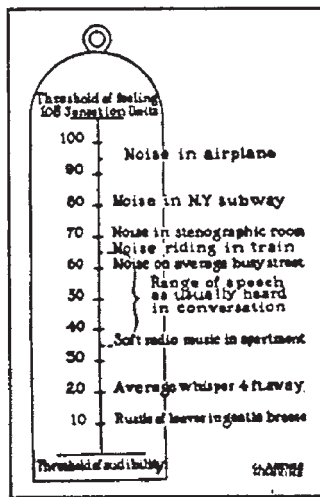 Threshold of feeling
108 Sensation Units
100
Noise in airplane
90
80 Noise in N.Y. subway
70 Noise in stenographic room
Noise riding in train
60 Noise on average busy street
Range of speech
50 as usually heard
in conversation
40
Soft radio music in apartment
30
20 Average whisper 4 ft. away
10 Rustle of leaves in gentle breeze
Threshold of audibility